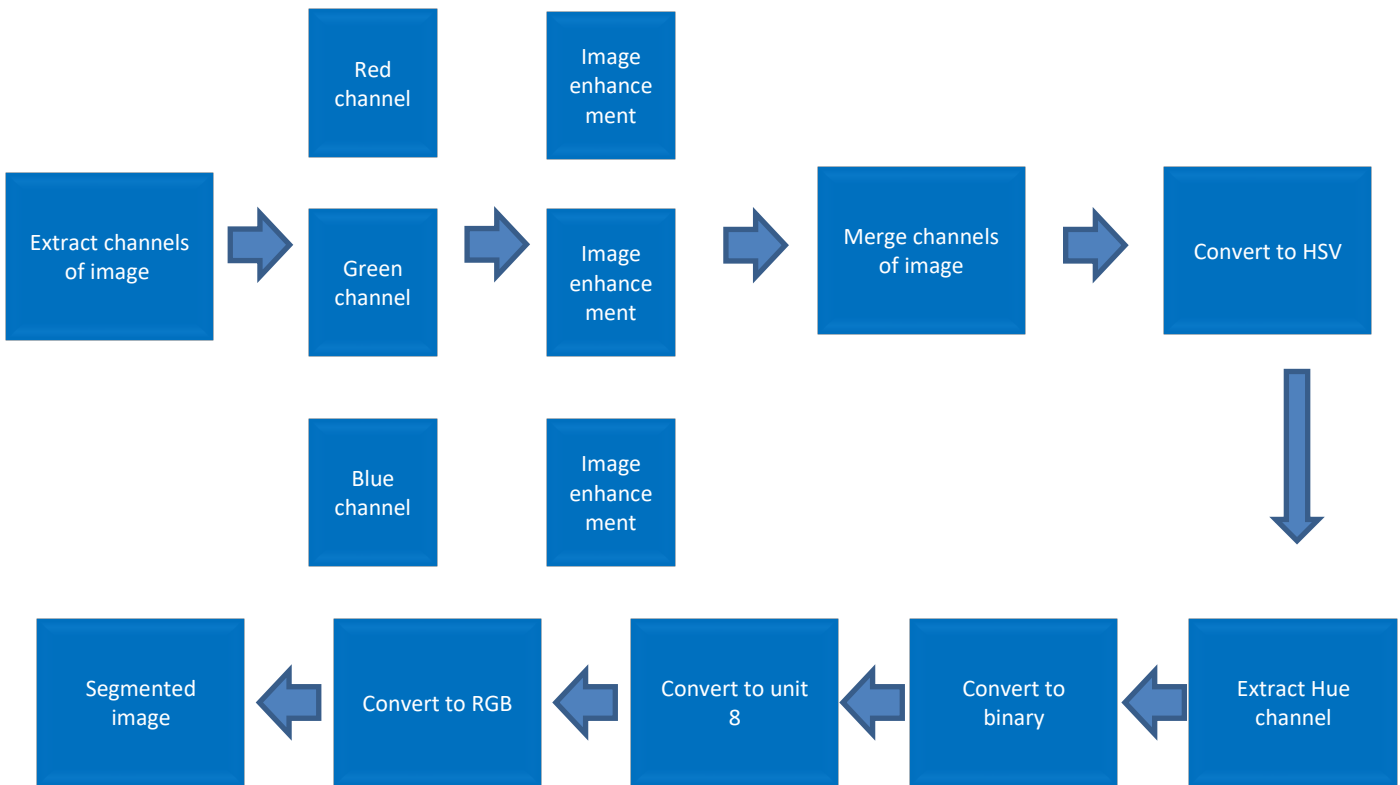 Red
channel
Image
enhance
ment
Extract channels
of image
Green
channel
Image
enhance
ment
Merge channels
of image
Convert to HSV
Blue
channel
Image
enhance
ment
Segmented
image
Convert to RGB
Convert to unit
8
Convert to
binary
Extract Hue
channel